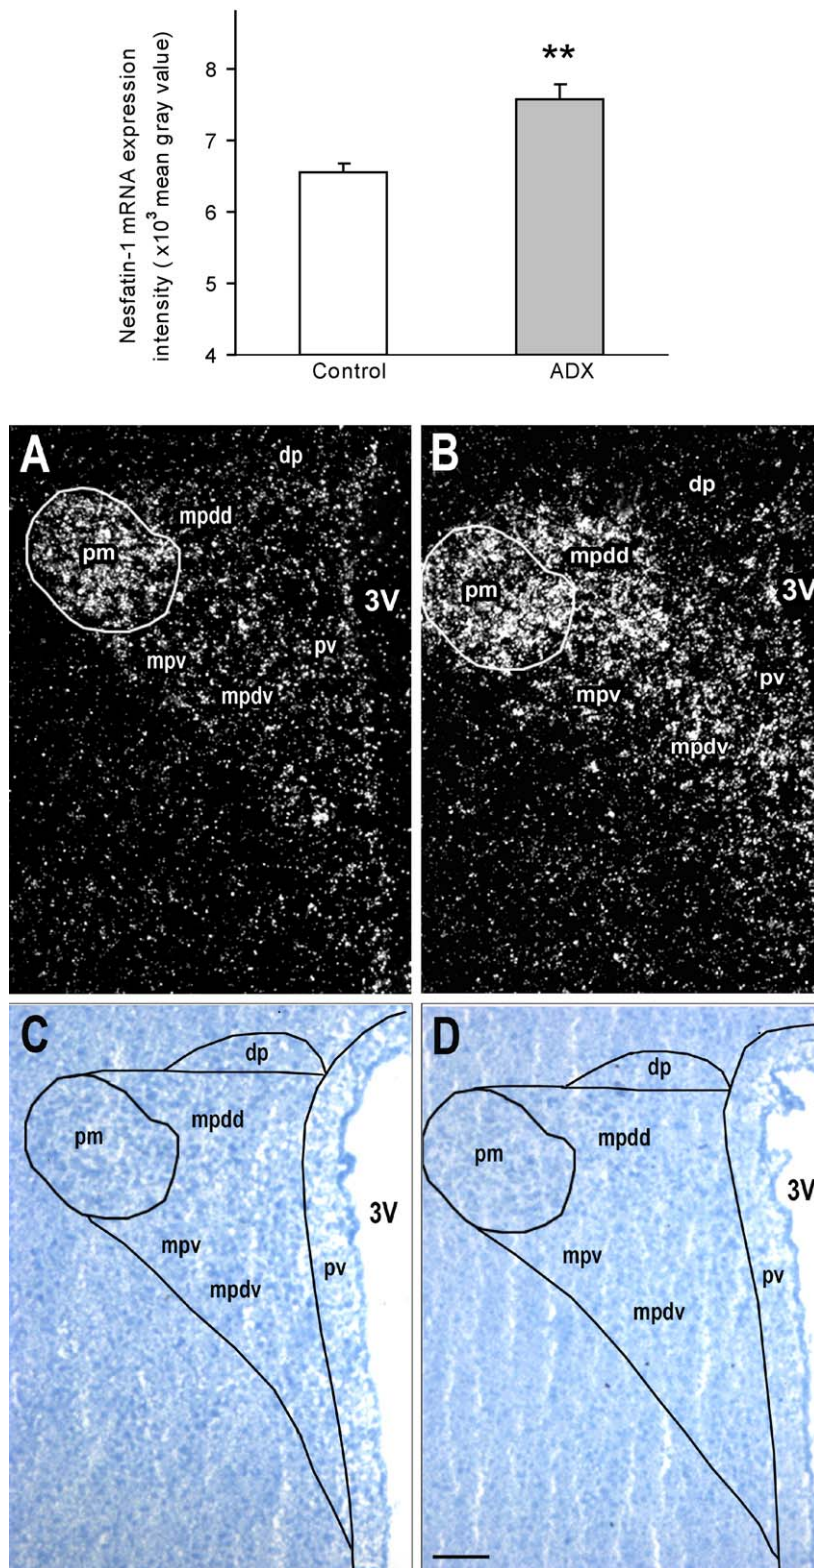 Nesfatin-1 mRNA expression
intensity ( x10³ mean gray value)
8
7
6
5
4
**
Control
ADX
A
dp
mpdd
pm
3V
mpv
pv
mpdv
B
dp
mpdd
pm
3V
mpv
pv
mpdv
C
dp
mpdd
pm
3V
mpv
pv
mpdv
D
dp
mpdd
pm
3V
mpv
pv
mpdv